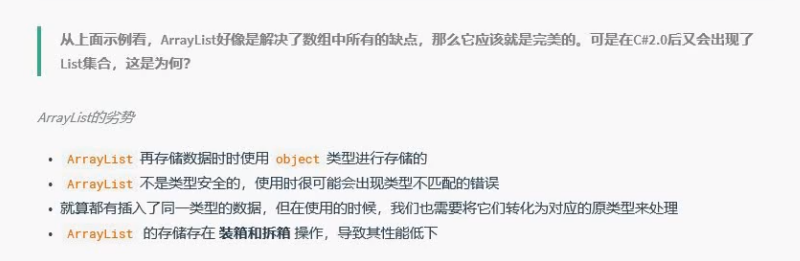 从上面示例看，ArrayList好像是解决了数组中所有的缺点，那么它应该就是完美的。可是在C#2.0后又会出现了
List集合，这是为何？
ArrayList的劣势
• ArrayList 再存储数据时时使用 object 类型进行存储的
• ArrayList 不是类型安全的，使用时很可能会出现类型不匹配的错误
• 就算都有插入了同一类型的数据，但在使用的时候，我们也需要将它们转化为对应的原类型来处理
• ArrayList 的存储存在 装箱和拆箱 操作，导致其性能低下